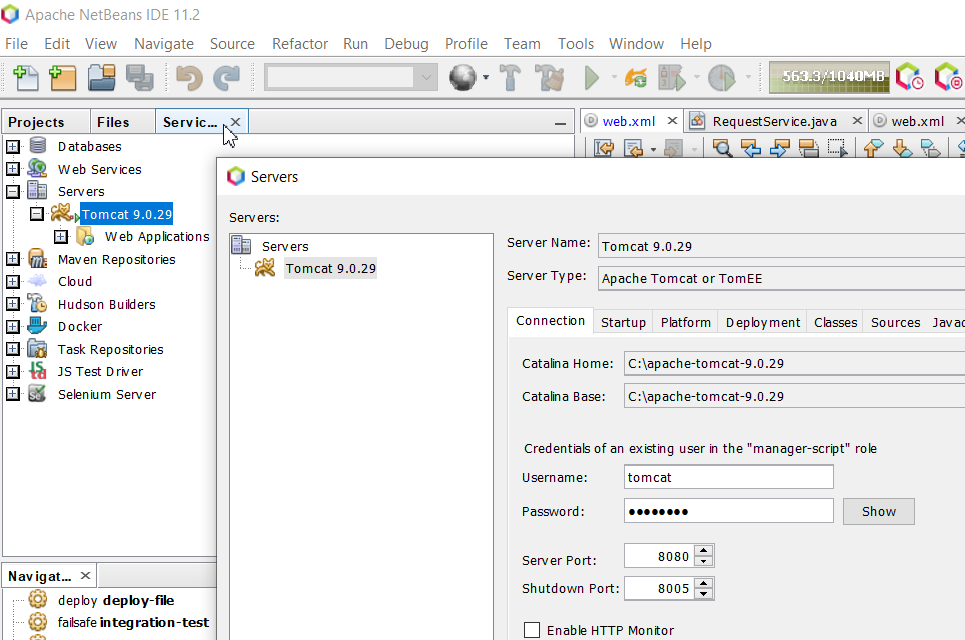 Apache NetBeans IDE 11.2
File Edit View Navigate Source Refactor Run Debug Profile Team Tools Window Help
563.3/1040MB
Projects Files Servic...
web.xml RequestService.java web.xml
Databases
Web Services
Servers
Tomcat 9.0.29
Web Applications
Maven Repositories
Cloud
Hudson Builders
Docker
Task Repositories
JS Test Driver
Selenium Server
Navigat...
deploy deploy-file
failsafe integration-test
Servers
Servers:
Servers
Tomcat 9.0.29
Server Name: Tomcat 9.0.29
Server Type: Apache Tomcat or TomEE
Connection Startup Platform Deployment Classes Sources Javac
Catalina Home: C:\apache-tomcat-9.0.29
Catalina Base: C:\apache-tomcat-9.0.29
Credentials of an existing user in the "manager-script" role
Username: tomcat
Password: ●●●●●●●● Show
Server Port: 8080
Shutdown Port: 8005
Enable HTTP Monitor